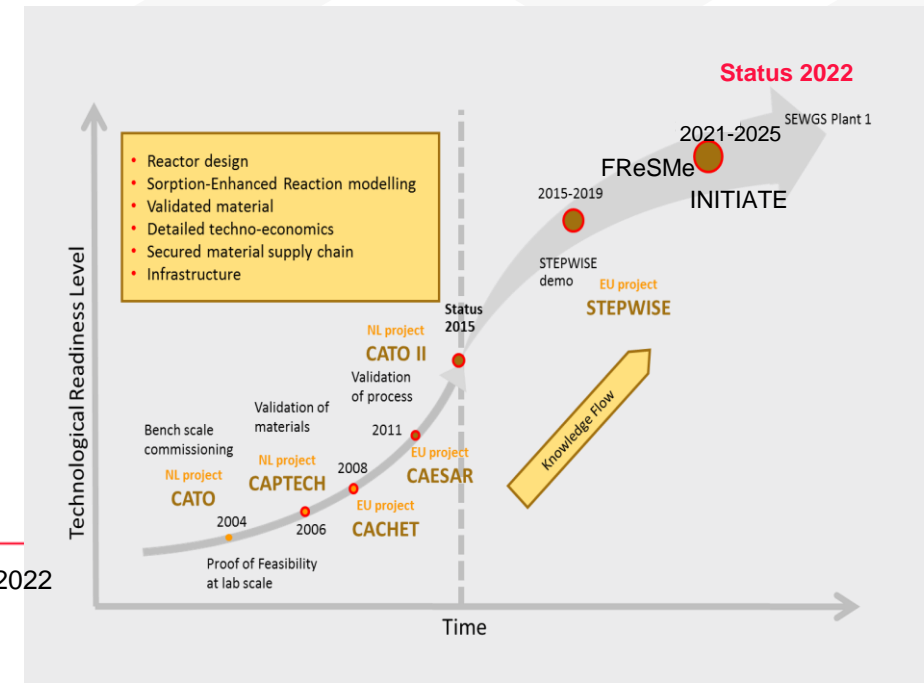 Status 2022
SEWGS Plant 1
2021-2025
FReSMe
INITIATE
2015-2019
STEPWISE
demo
EU project
STEPWISE
• Reactor design
• Sorption-Enhanced Reaction modelling
• Validated material
• Detailed techno-economics
• Secured material supply chain
• Infrastructure
Technological Readiness Level
Status
2015
NL project
CATO II
Validation
of process
2011
EU project
CAESAR
Validation of
materials
NL project
CAPTECH
2008
2006
EU project
CACHET
Bench scale
commissioning
NL project
CATO
2004
Proof of Feasibility
at lab scale
Knowledge Flow
2022
Time